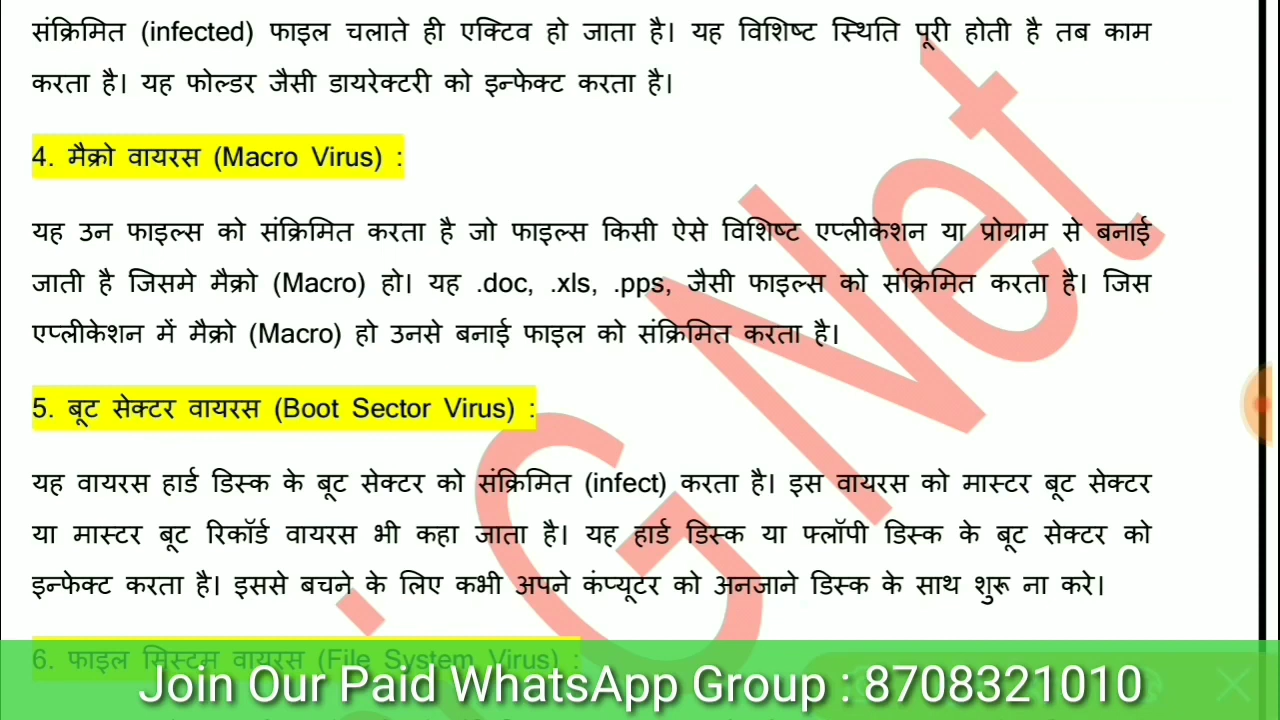 संक्रिमित (infected) फाइल चलाते ही एक्टिव हो जाता है। यह विशिष्ट स्थिति पूरी होती है तब काम
करता है। यह फोल्डर जैसी डायरेक्टरी को इन्फेक्ट करता है।
4. मैक्रो वायरस (Macro Virus) :
यह उन फाइल्स को संक्रिमित करता है जो फाइल्स किसी ऐसे विशिष्ट एप्लीकेशन या प्रोग्राम से बनाई
जाती है जिसमे मैक्रो (Macro) हो। यह .doc, .xls, .pps, जैसी फाइल्स को संक्रिमित करता है। जिस
एप्लीकेशन में मैक्रो (Macro) हो उनसे बनाई फाइल को संक्रिमित करता है।
5. बूट सेक्टर वायरस (Boot Sector Virus) :
यह वायरस हार्ड डिस्क के बूट सेक्टर को संक्रिमित (infect) करता है। इस वायरस को मास्टर बूट सेक्टर
या मास्टर बूट रिकॉर्ड वायरस भी कहा जाता है। यह हार्ड डिस्क या फ्लॉपी डिस्क के बूट सेक्टर को
इन्फेक्ट करता है। इससे बचने के लिए कभी अपने कंप्यूटर को अनजाने डिस्क के साथ शुरू ना करे।
6. फाइल सिस्टम वायरस (File System Virus) :
Join Our Paid WhatsApp Group : 8708321010
G Net